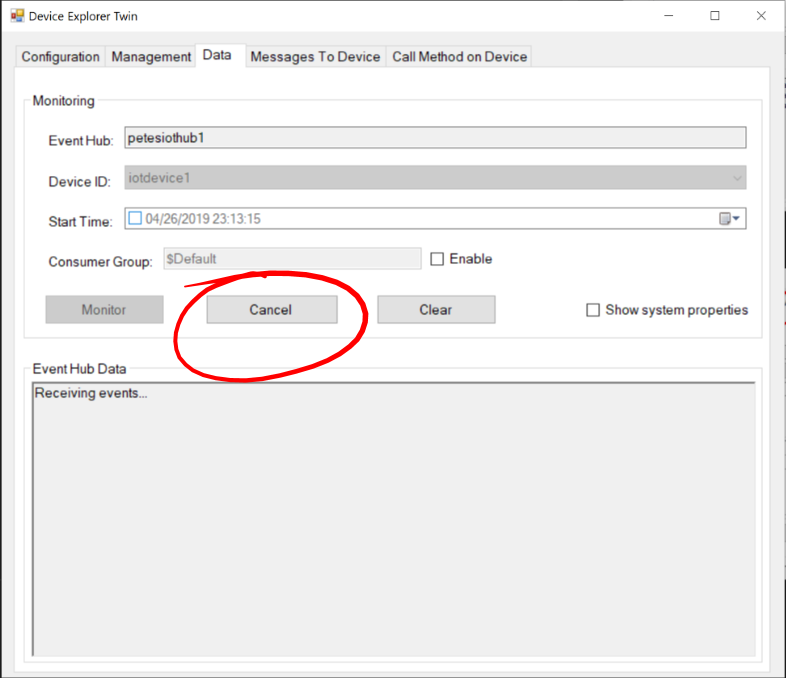 Device Explorer Twin
Configuration Management Data Messages To Device Call Method on Device
Monitoring
Event Hub: petesiothub1
Device ID: iotdevice1
Start Time: 04/26/2019 23:13:15
Consumer Group: $Default Enable
Monitor Cancel Clear Show system properties
Event Hub Data
Receiving events...